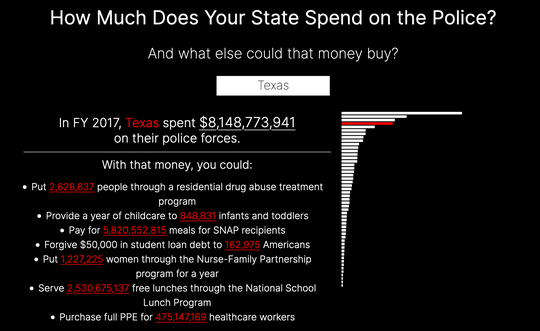 How Much Does Your State Spend on the Police?
And what else could that money buy?
Texas
In FY 2017, Texas spent $8,148,773,941
on their police forces.
With that money, you could:
• Put 2,628,637 people through a residential drug abuse treatment
program
• Provide a year of childcare to 848,831 infants and toddlers
• Pay for 5,820,552,815 meals for SNAP recipients
• Forgive $50,000 in student loan debt to 162,975 Americans
• Put 1,227,225 women through the Nurse-Family Partnership
program for a year
• Serve 2,530,675,137 free lunches through the National School
Lunch Program
• Purchase full PPE for 475,147,169 healthcare workers